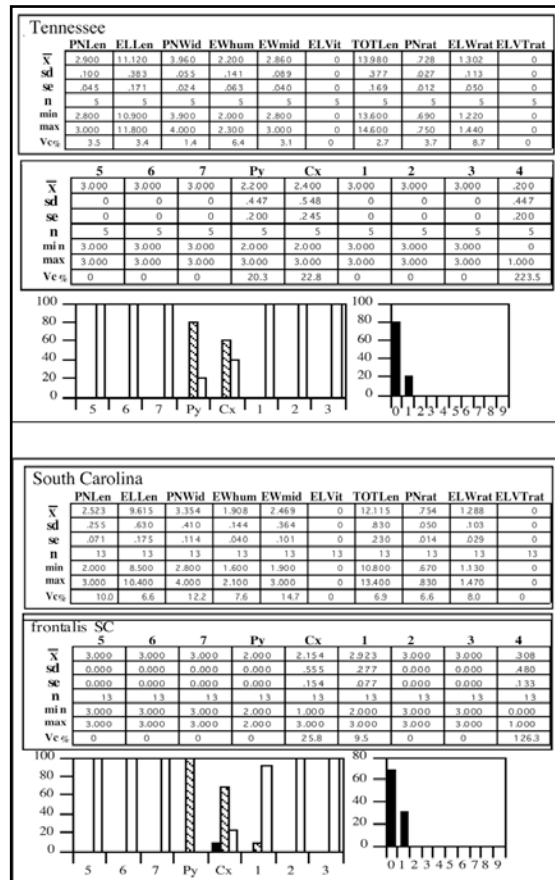 Tennessee
PNLen ELLen PNWid EWhum EWmid ELVit TOTLen PNrat ELWrat ELVTrat
x̅ 2.900 11.120 3.960 2.200 2.860 0 13.980 .728 1.302 0
sd .100 .383 .055 .141 .089 0 .377 .027 .113 0
se .045 .171 .024 .063 .040 0 .169 .012 .050 0
n 5 5 5 5 5 5 5 5 5 5
min 2.800 10.900 3.900 2.000 2.800 0 13.600 .690 1.220 0
max 3.000 11.800 4.000 2.300 3.000 0 14.600 .750 1.440 0
Vc% 3.5 3.4 1.4 6.4 3.1 0 2.7 3.7 8.7 0
5 6 7 Py Cx 1 2 3 4
x̅ 3.000 3.000 3.000 2.200 2.400 3.000 3.000 3.000 .200
sd 0 0 0 .447 .548 0 0 0 .447
se 0 0 0 .200 .245 0 0 0 .200
n 5 5 5 5 5 5 5 5 5
min 3.000 3.000 3.000 2.000 2.000 3.000 3.000 3.000 0
max 3.000 3.000 3.000 3.000 3.000 3.000 3.000 3.000 1.000
Vc% 0 0 0 20.3 22.8 0 0 0 223.5
100 100
80 80
60 60
40 40
20 20
0 0
5 6 7 Py Cx 1 2 3 0 1 2 3 4 5 6 7 8 9
South Carolina
PNLen ELLen PNWid EWhum EWmid ELVit TOTLen PNrat ELWrat ELVTrat
x̅ 2.523 9.615 3.354 1.908 2.469 0 12.115 .754 1.288 0
sd .255 .630 .410 .144 .364 0 .830 .050 .103 0
se .071 .175 .114 .040 .101 0 .230 .014 .029 0
n 13 13 13 13 13 13 13 13 13 13
min 2.000 8.500 2.800 1.600 1.900 0 10.800 .670 1.130 0
max 3.000 10.400 4.000 2.100 3.000 0 13.400 .830 1.470 0
Vc% 10.0 6.6 12.2 7.6 14.7 0 6.9 6.6 8.0 0
frontalis SC
5 6 7 Py Cx 1 2 3 4
x̅ 3.000 3.000 3.000 2.000 2.154 2.923 3.000 3.000 .308
sd 0.000 0.000 0.000 0.000 .555 .277 0.000 0.000 .480
se 0.000 0.000 0.000 0.000 .154 .077 0.000 0.000 .133
n 13 13 13 13 13 13 13 13 13
min 3.000 3.000 3.000 2.000 1.000 2.000 3.000 3.000 0.000
max 3.000 3.000 3.000 2.000 3.000 3.000 3.000 3.000 1.000
Vc% 0 0 0 0 25.8 9.5 0 0 126.3
100 80
80 60
60 40
40 20
20 0
0
5 6 7 Py Cx 1 2 3 0 1 2 3 4 5 6 7 8 9